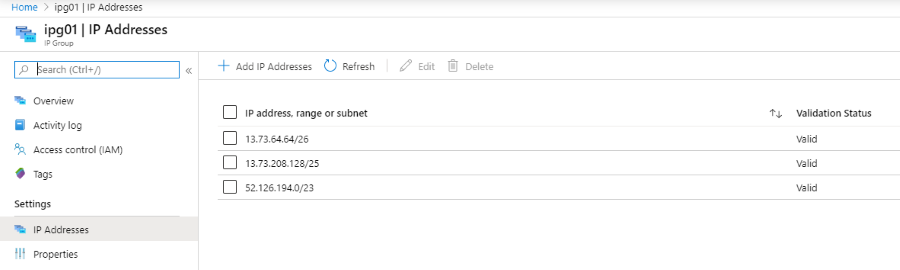 Home > ipg01 | IP Addresses
ipg01 | IP Addresses
IP Group
Search (Ctrl+/)
«
Overview
Activity log
Access control (IAM)
Tags
Settings
IP Addresses
Properties
+ Add IP Addresses Refresh Edit Delete
IP address, range or subnet ↑↓ Validation Status
13.73.64.64/26 Valid
13.73.208.128/25 Valid
52.126.194.0/23 Valid